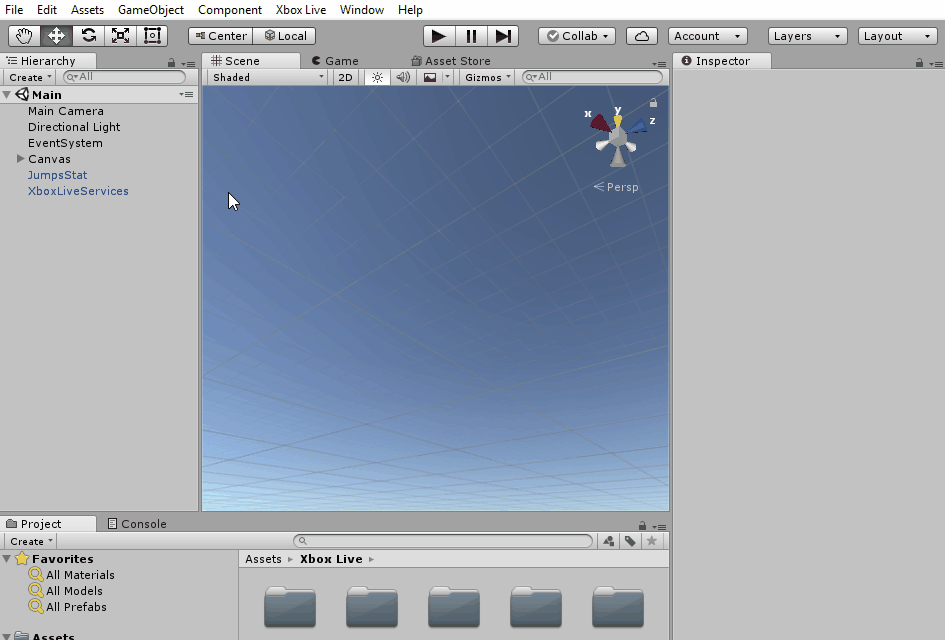 File Edit Assets GameObject Component Xbox Live Window Help
Center Local Collab Account Layers Layout
Hierarchy Scene Game Asset Store Inspector
Create All Shaded 2D Gizmos All
Main
Main Camera
Directional Light
EventSystem
Canvas
JumpsStat
XboxLiveServices
x y z
Persp
Project Console
Create
Favorites Assets Xbox Live
All Materials
All Models
All Prefabs
Assets